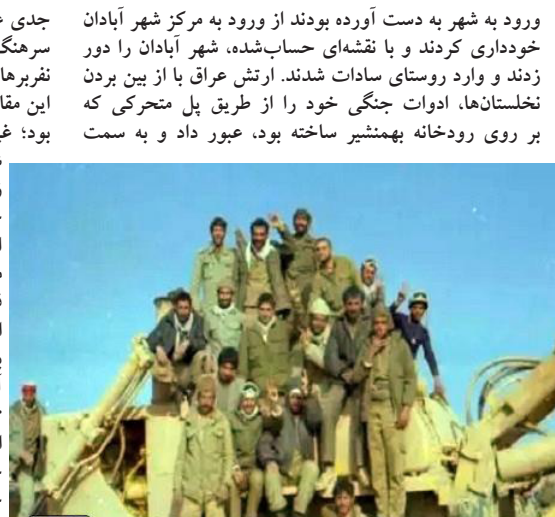 ورود به شهر به دست آورده بودند از ورود به مرکز شهر آبادان
خودداری کردند و با نقشه‌ای حساب‌شده، شهر آبادان را دور
زدند و وارد روستای سادات شدند. ارتش عراق با از بین بردن
نخلستان‌ها، ادوات جنگی خود را از طریق پل متحرکی که
بر روی رودخانه بهمنشیر ساخته بود، عبور داد و به سمت
جدی
سرهنگ
نفربرها
این
بود؛